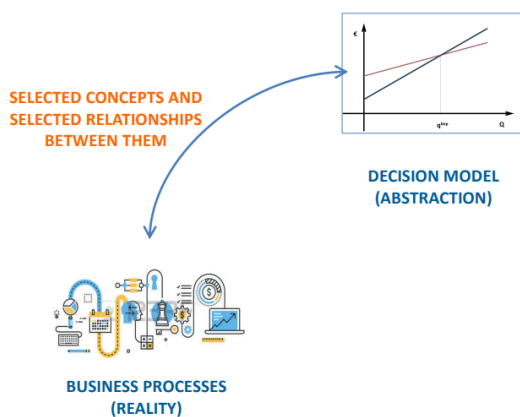 €
SELECTED CONCEPTS AND
SELECTED RELATIONSHIPS
BETWEEN THEM
Q
DECISION MODEL
(ABSTRACTION)
BUSINESS PROCESSES
(REALITY)